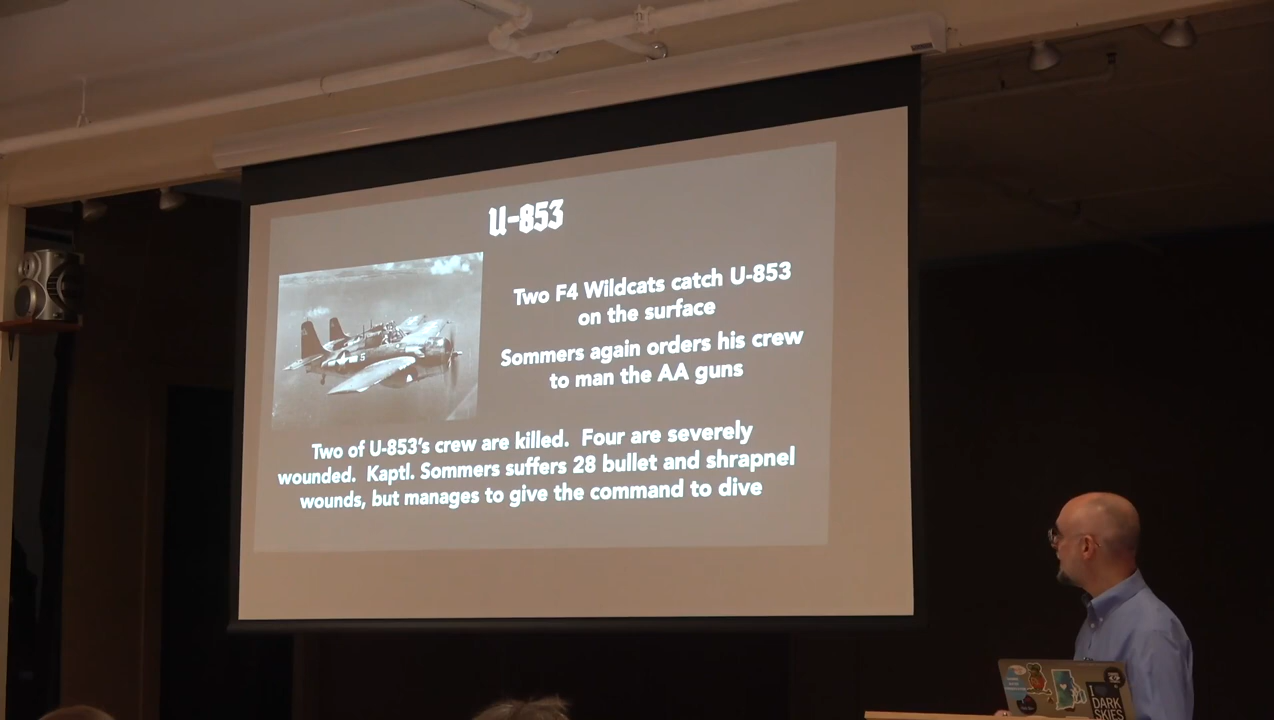 U-853
Two F4 Wildcats catch U-853
on the surface
Sommers again orders his crew
to man the AA guns
Two of U-853's crew are killed.  Four are severely
wounded.  Kaptl. Sommers suffers 28 bullet and shrapnel
wounds, but manages to give the command to dive
I
DARK
SKIES